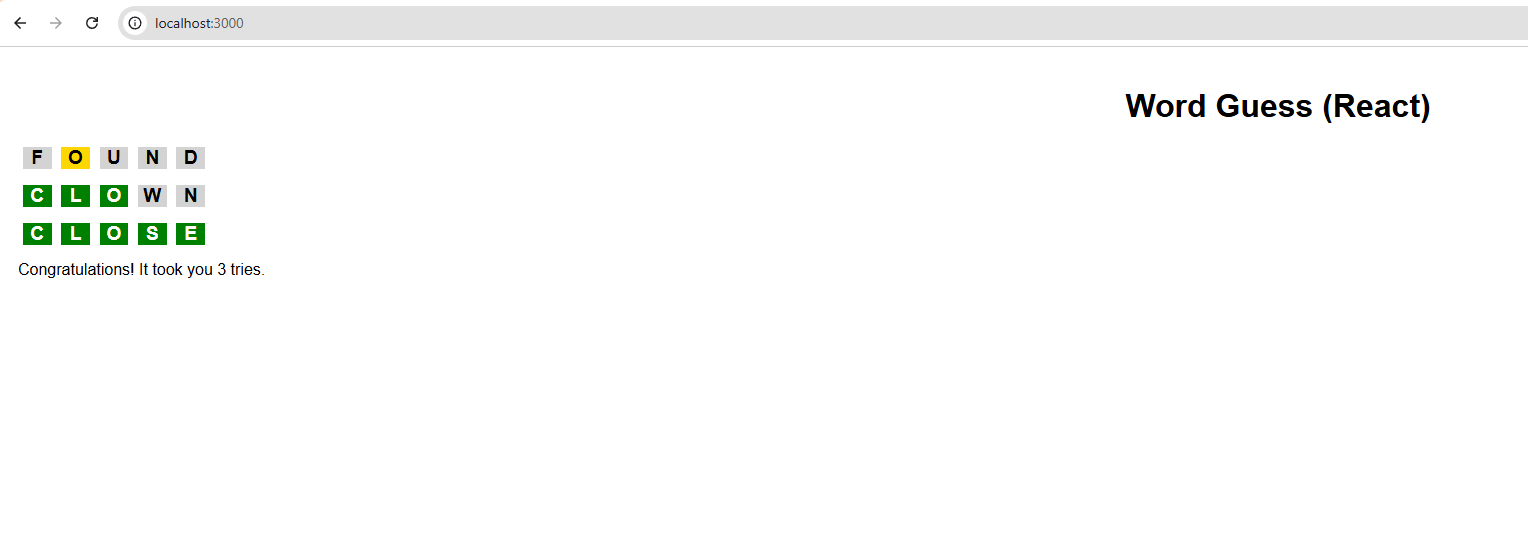 localhost:3000
Word Guess (React)
F O U N D
C L O W N
C L O S E
Congratulations! It took you 3 tries.